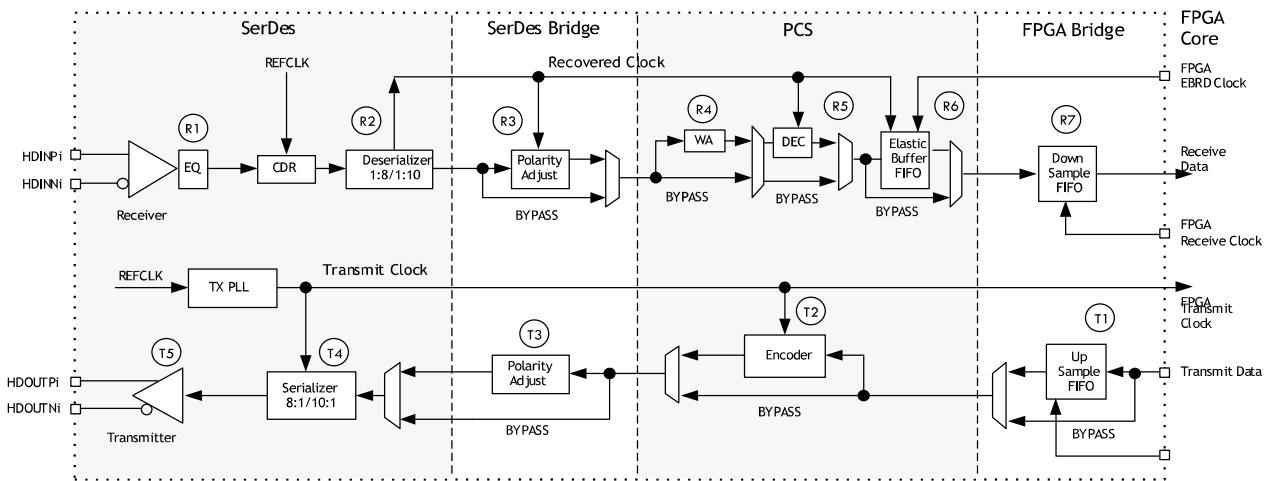 SerDes
SerDes Bridge
PCS
FPGA Bridge
FPGA
Core
REFCLK
Recovered Clock
FPGA
EBRD Clock
R1
R2
R3
R4
R5
R6
R7
HDINPi
HDINNi
EQ
CDR
Deserializer
1:8/1:10
Polarity
Adjust
WA
DEC
Elastic
Buffer
FIFO
Down
Sample
FIFO
Receive
Data
Receiver
BYPASS
BYPASS
BYPASS
BYPASS
FPGA
Receive Clock
REFCLK
TX PLL
Transmit Clock
FPGA
Transmit
Clock
T5
T4
T3
T2
T1
HDOUTPi
HDOUTNi
Serializer
8:1/10:1
Polarity
Adjust
Encoder
Up
Sample
FIFO
Transmit Data
Transmitter
BYPASS
BYPASS
BYPASS